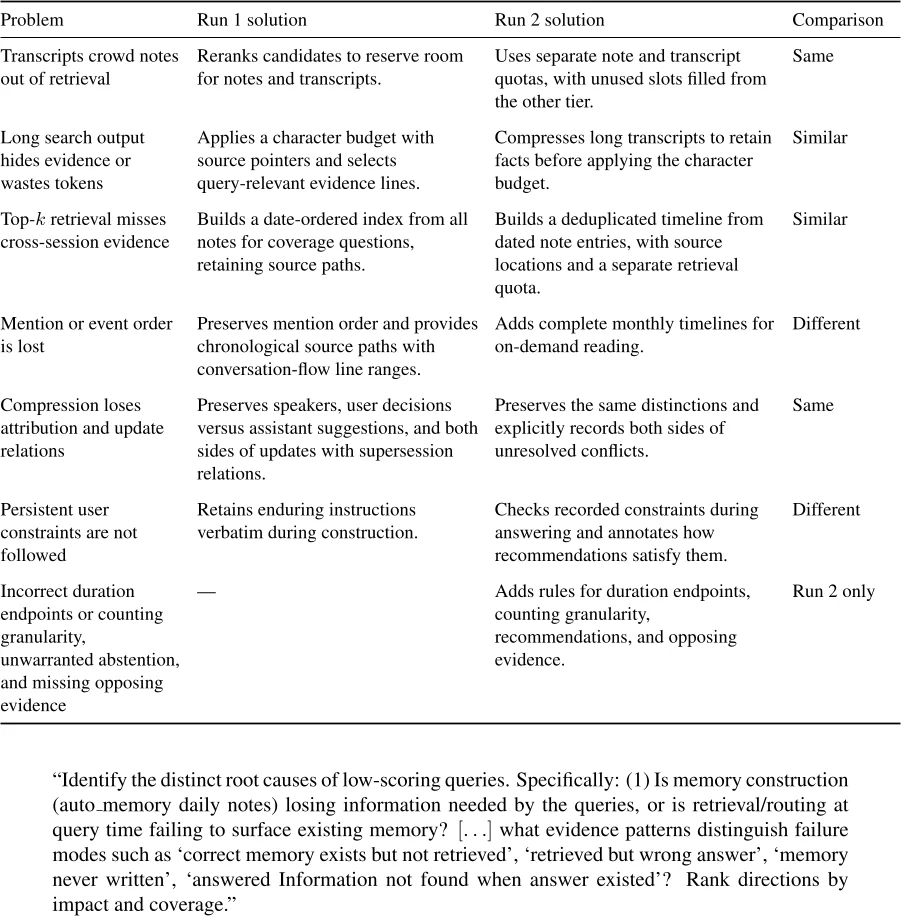 Problem Run 1 solution Run 2 solution Comparison
Transcripts crowd notes Reranks candidates to reserve room Uses separate note and transcript Same
out of retrieval for notes and transcripts. quotas, with unused slots filled from
the other tier.
Long search output Applies a character budget with Compresses long transcripts to retain Similar
hides evidence or source pointers and selects facts before applying the character
wastes tokens query-relevant evidence lines. budget.
Top-k retrieval misses Builds a date-ordered index from all Builds a deduplicated timeline from Similar
cross-session evidence notes for coverage questions, dated note entries, with source
retaining source paths. locations and a separate retrieval
quota.
Mention or event order Preserves mention order and provides Adds complete monthly timelines for Different
is lost chronological source paths with on-demand reading.
conversation-flow line ranges.
Compression loses Preserves speakers, user decisions Preserves the same distinctions and Same
attribution and update versus assistant suggestions, and both explicitly records both sides of
relations sides of updates with supersession unresolved conflicts.
relations.
Persistent user Retains enduring instructions Checks recorded constraints during Different
constraints are not verbatim during construction. answering and annotates how
followed recommendations satisfy them.
Incorrect duration — Adds rules for duration endpoints, Run 2 only
endpoints or counting counting granularity,
granularity, recommendations, and opposing
unwarranted abstention, evidence.
and missing opposing
evidence
“Identify the distinct root causes of low-scoring queries. Specifically: (1) Is memory construction
(auto_memory daily notes) losing information needed by the queries, or is retrieval/routing at
query time failing to surface existing memory? [. . .] what evidence patterns distinguish failure
modes such as ‘correct memory exists but not retrieved’, ‘retrieved but wrong answer’, ‘memory
never written’, ‘answered Information not found when answer existed’? Rank directions by
impact and coverage.”